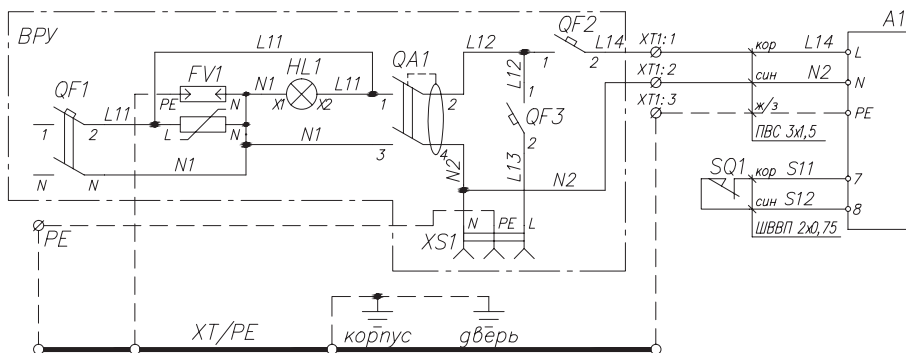 ВРУ
QF1
1
2
N
N
L11
L11
FV1
PE
N
L
N
N1
HL1
X1
X2
L11
N1
N1
QA1
1
2
3
4
L12
L12
N2
QF2
1
2
L14
QF3
1
2
L13
N2
XS1
N
PE
L
PE
XT/PE
корпус
дверь
XT1:1
XT1:2
XT1:3
кор
L14
син
N2
ж/з
ПВС 3х1,5
A1
L
N
PE
SQ1
кор
S11
син
S12
ШВВП 2х0,75
7
8